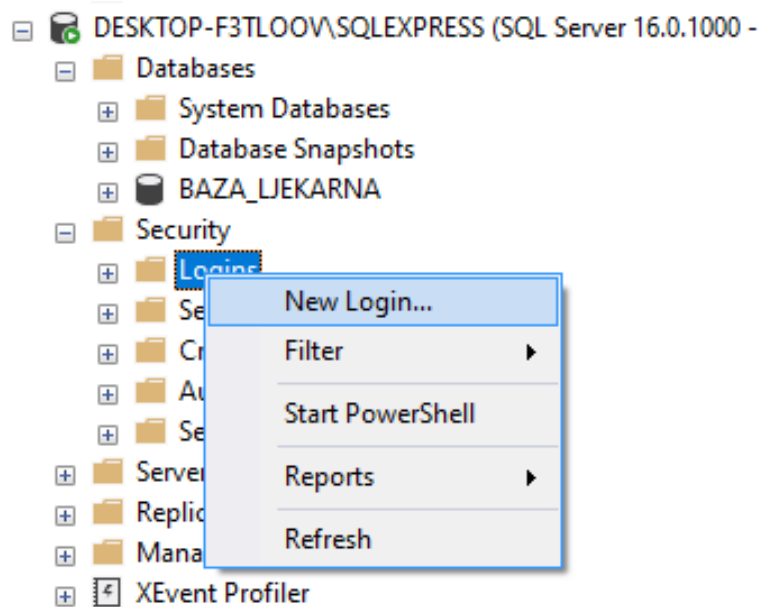 DESKTOP-F3TLOOV\SQLEXPRESS (SQL Server 16.0.1000 -
Databases
System Databases
Database Snapshots
BAZA_LJEKARNA
Security
Logins
New Login...
Filter
Start PowerShell
Reports
Refresh
XEvent Profiler